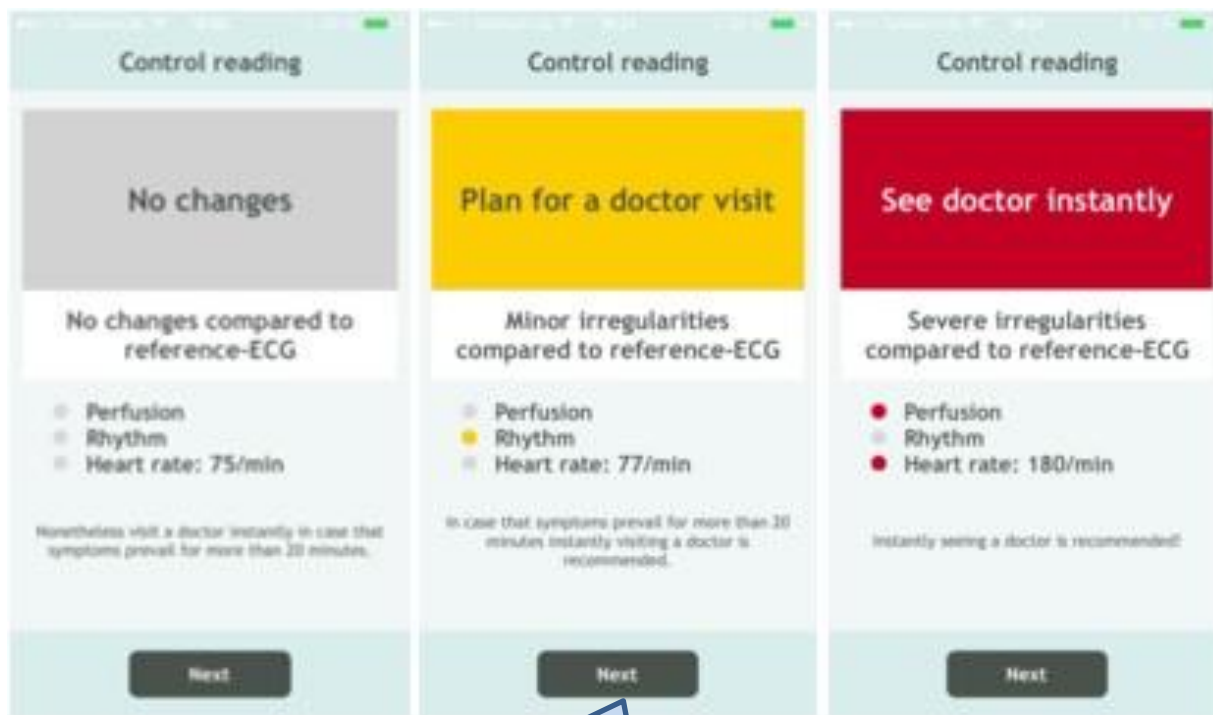 Control reading
No changes
No changes compared to
reference-ECG
Perfusion
Rhythm
Heart rate: 75/min
Nonetheless visit a doctor instantly in case that
symptoms prevail for more than 20 minutes.
Next
Control reading
Plan for a doctor visit
Minor irregularities
compared to reference-ECG
Perfusion
Rhythm
Heart rate: 77/min
In case that symptoms prevail for more than 20
minutes instantly visiting a doctor is
recommended.
Next
Control reading
See doctor instantly
Severe irregularities
compared to reference-ECG
Perfusion
Rhythm
Heart rate: 180/min
Instantly seeing a doctor is recommended!
Next